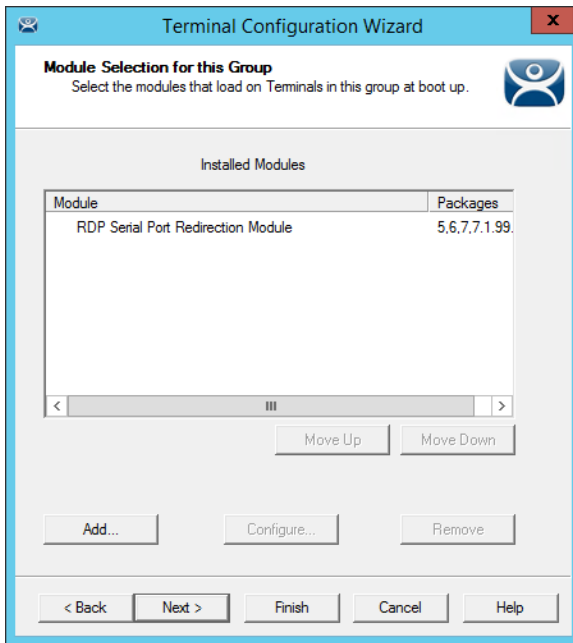 Terminal Configuration Wizard
x
Module Selection for this Group
Select the modules that load on Terminals in this group at boot up.
Installed Modules
Module Packages
RDP Serial Port Redirection Module 5,6,7,7.1.99.
Move Up Move Down
Add... Configure... Remove
< Back Next > Finish Cancel Help